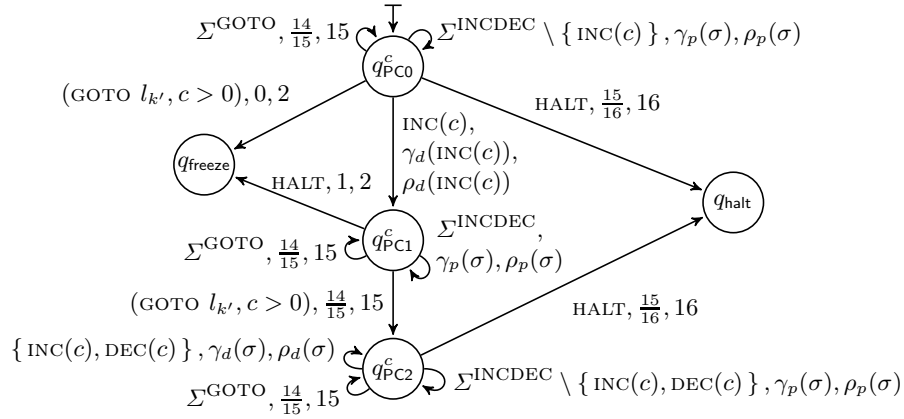 Σ^GOTO, 14/15, 15
Σ^INCDEC \ { INC(c) }, γ_p(σ), ρ_p(σ)
q^c_PC0
(GOTO l_k′, c > 0), 0, 2
HALT, 15/16, 16
INC(c),
γ_d(INC(c)),
ρ_d(INC(c))
q_freeze
HALT, 1, 2
q_halt
Σ^INCDEC,
γ_p(σ), ρ_p(σ)
q^c_PC1
Σ^GOTO, 14/15, 15
(GOTO l_k′, c > 0), 14/15, 15
HALT, 15/16, 16
{ INC(c), DEC(c) }, γ_d(σ), ρ_d(σ)
q^c_PC2
Σ^GOTO, 14/15, 15
Σ^INCDEC \ { INC(c), DEC(c) }, γ_p(σ), ρ_p(σ)